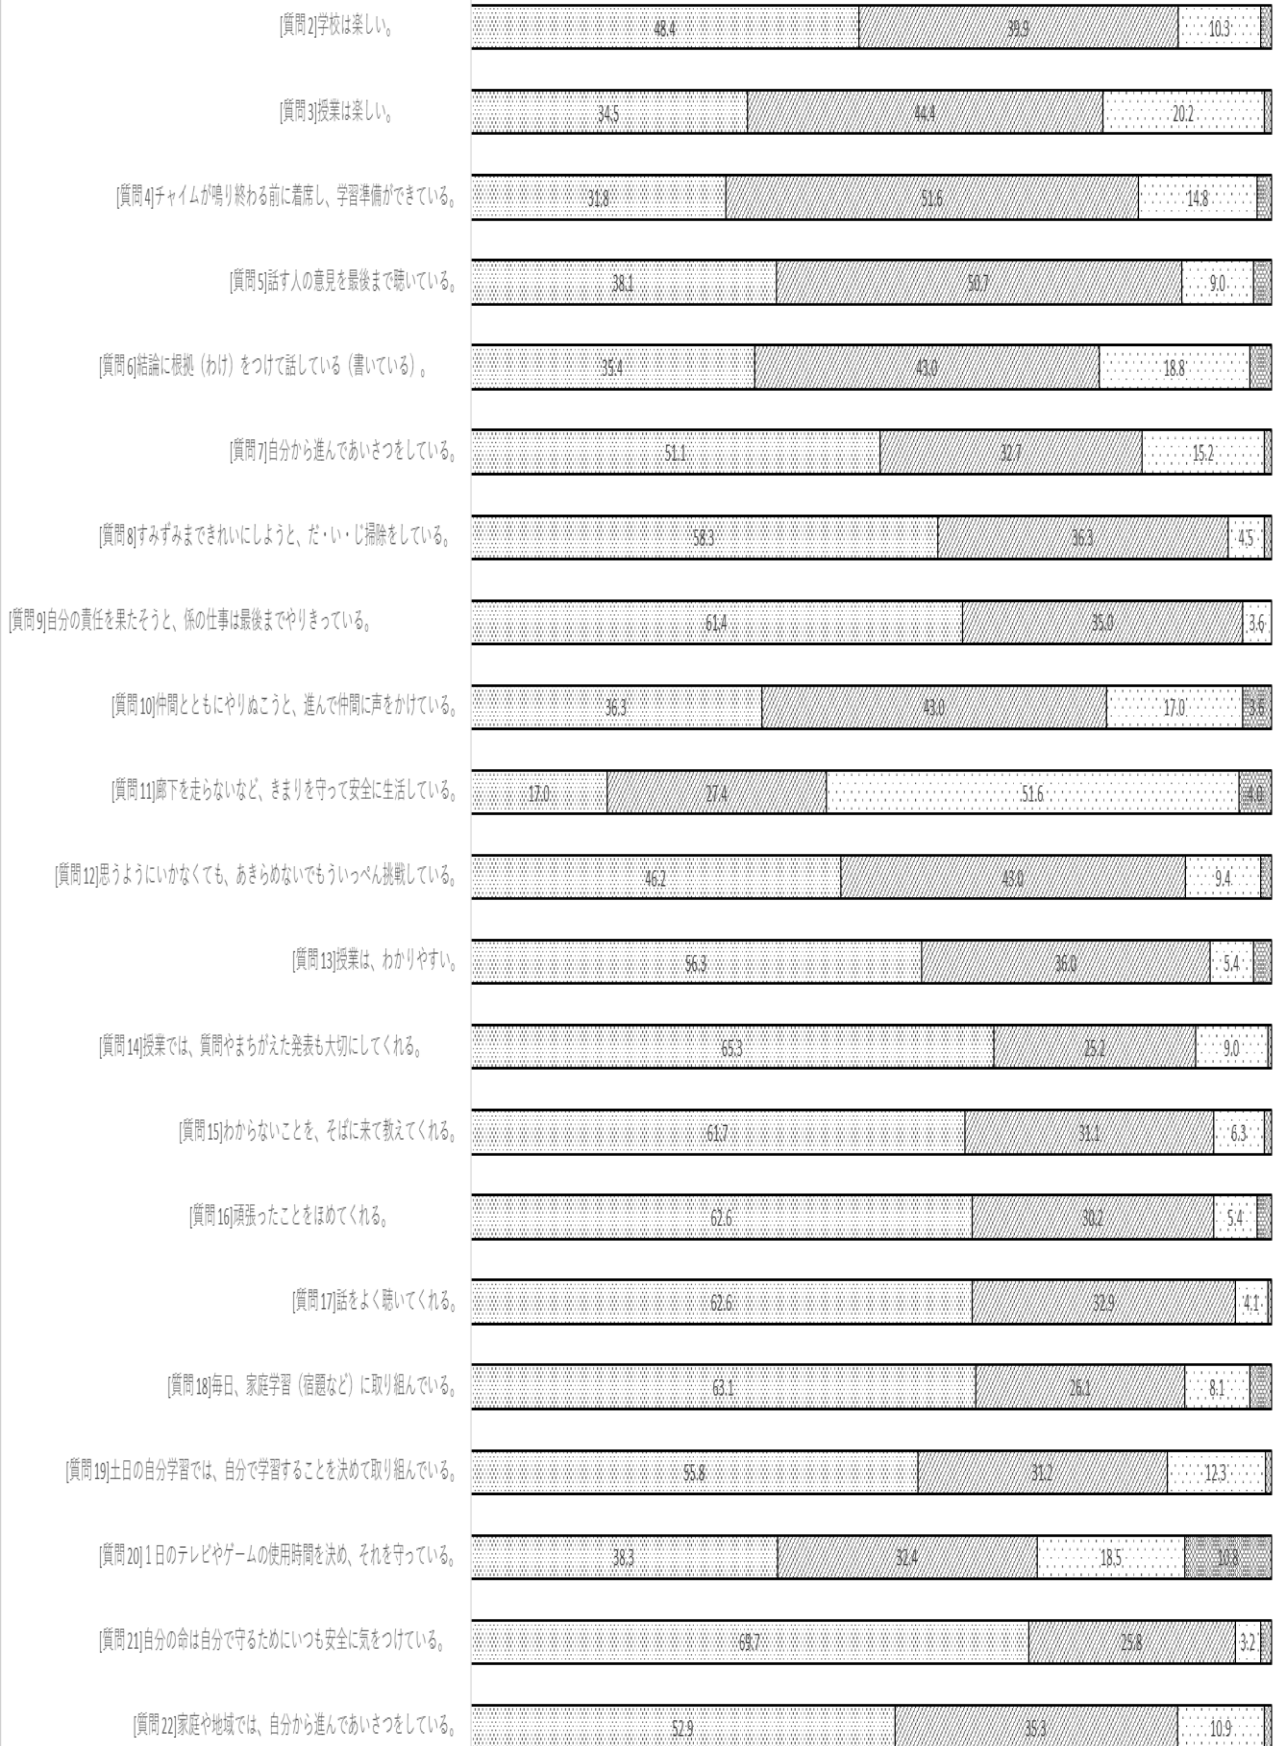 [質問2]学校は楽しい。 48.4 39.9 10.3
[質問3]授業は楽しい。 34.5 44.4 20.2
[質問4]チャイムが鳴り終わる前に着席し、学習準備ができている。 31.8 51.6 14.8
[質問5]話す人の意見を最後まで聴いている。 38.1 50.7 9.0
[質問6]結論に根拠（わけ）をつけて話している（書いている）。 35.4 43.0 18.8
[質問7]自分から進んであいさつをしている。 51.1 32.7 15.2
[質問8]すみずみまできれいにしようと、だ・い・じ掃除をしている。 58.3 36.3 4.5
[質問9]自分の責任を果たそうと、係の仕事は最後までやりきっている。 61.4 35.0 3.6
[質問10]仲間とともにやりぬこうと、進んで仲間に声をかけている。 36.3 43.0 17.0 3.6
[質問11]廊下を走らないなど、きまりを守って安全に生活している。 17.0 27.4 51.6 4.0
[質問12]思うようにいかなくても、あきらめないでもういっぺん挑戦している。 46.2 43.0 9.4
[質問13]授業は、わかりやすい。 56.3 36.0 5.4
[質問14]授業では、質問やまちがえた発表も大切にしてくれる。 65.3 25.2 9.0
[質問15]わからないことを、そばに来て教えてくれる。 61.7 31.1 6.3
[質問16]頑張ったことをほめてくれる。 62.6 30.2 5.4
[質問17]話をよく聴いてくれる。 62.6 32.9 4.1
[質問18]毎日、家庭学習（宿題など）に取り組んでいる。 63.1 26.1 8.1
[質問19]土日の自分学習では、自分で学習することを決めて取り組んでいる。 55.8 31.2 12.3
[質問20]１日のテレビやゲームの使用時間を決め、それを守っている。 38.3 32.4 18.5 10.8
[質問21]自分の命は自分で守るためにいつも安全に気をつけている。 69.7 25.8 3.2
[質問22]家庭や地域では、自分から進んであいさつをしている。 52.9 35.3 10.9